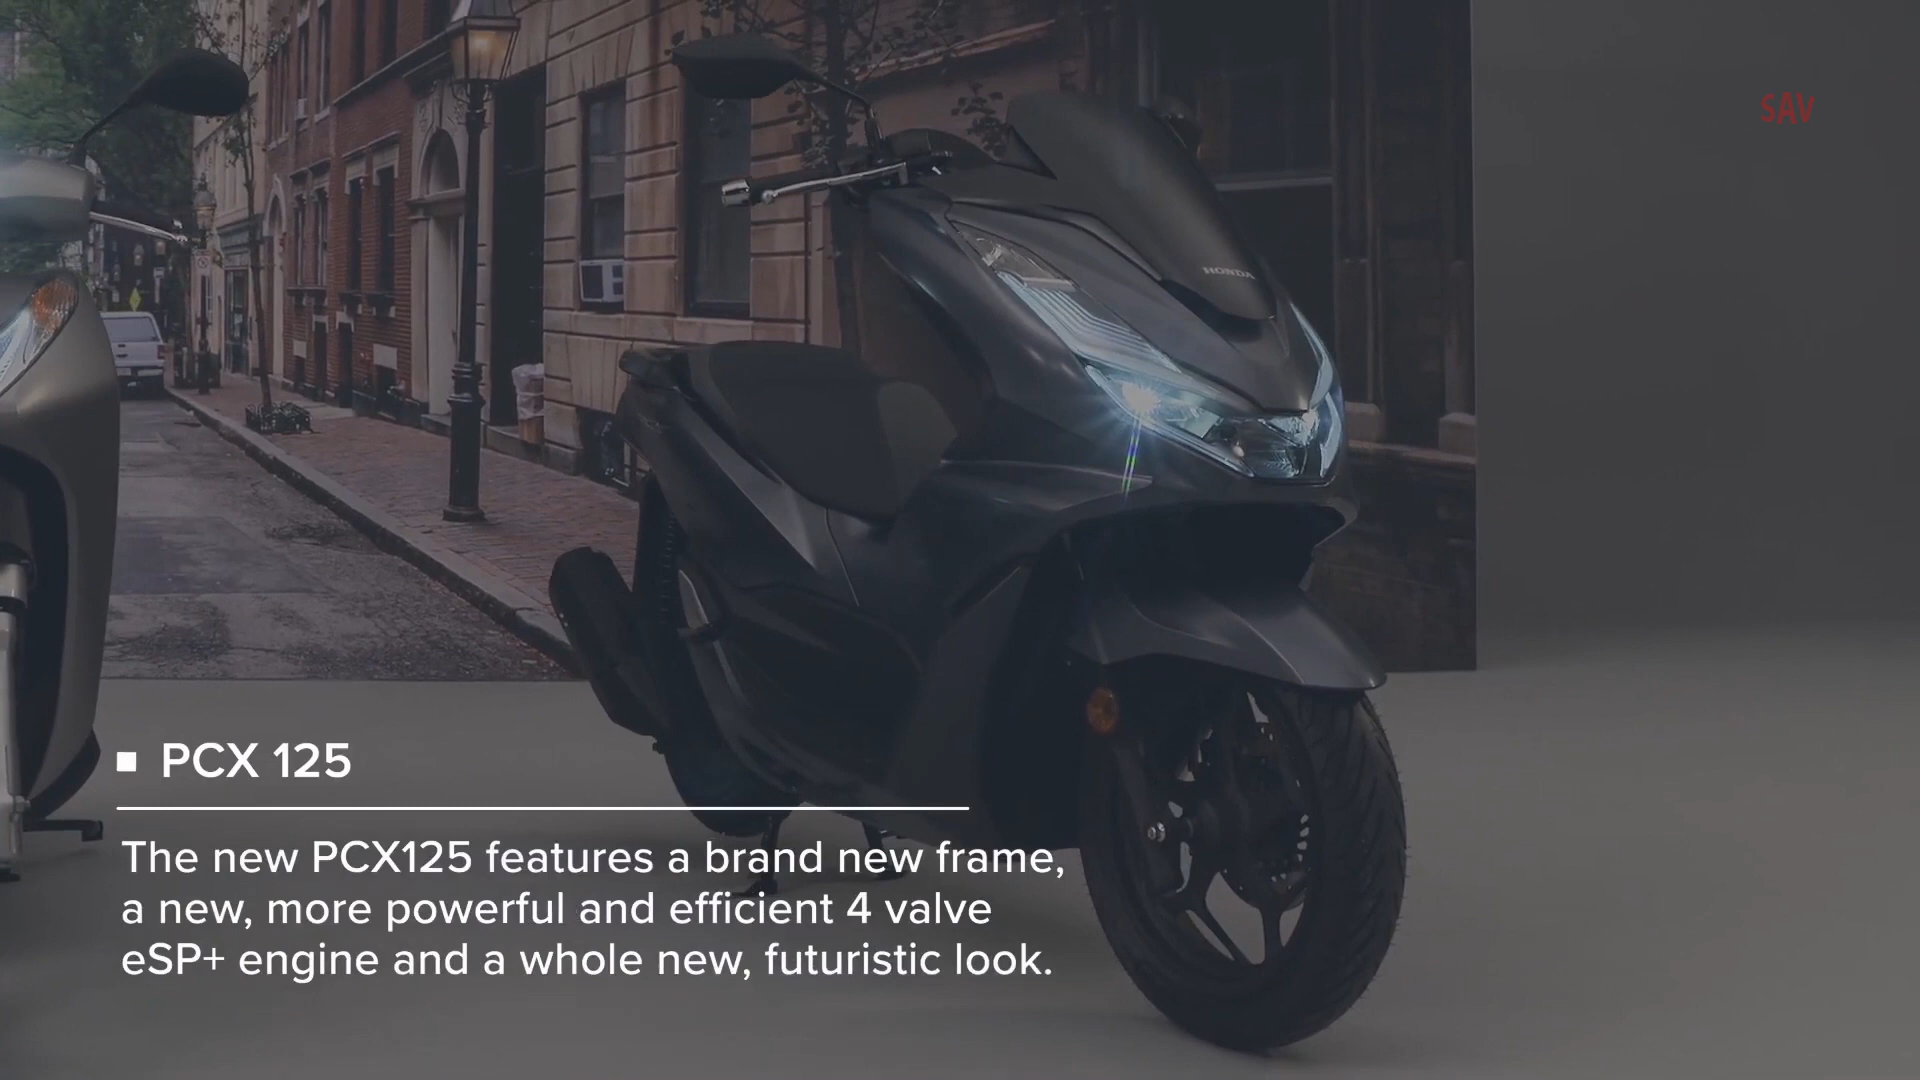 SAV
HONDA
PCX 125
The new PCX125 features a brand new frame,
a new, more powerful and efficient 4 valve
eSP+ engine and a whole new, futuristic look.